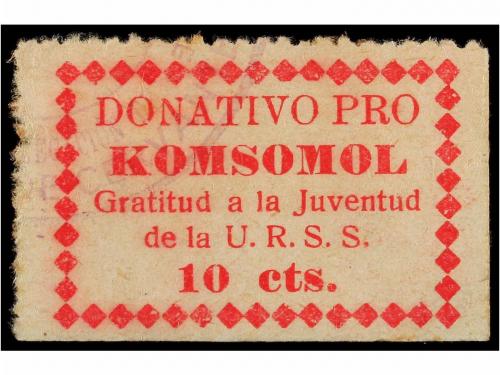 DONATIVO PRO
KOMSOMOL
Gratitud a la Juventud
de la U. R. S. S.
10 cts.